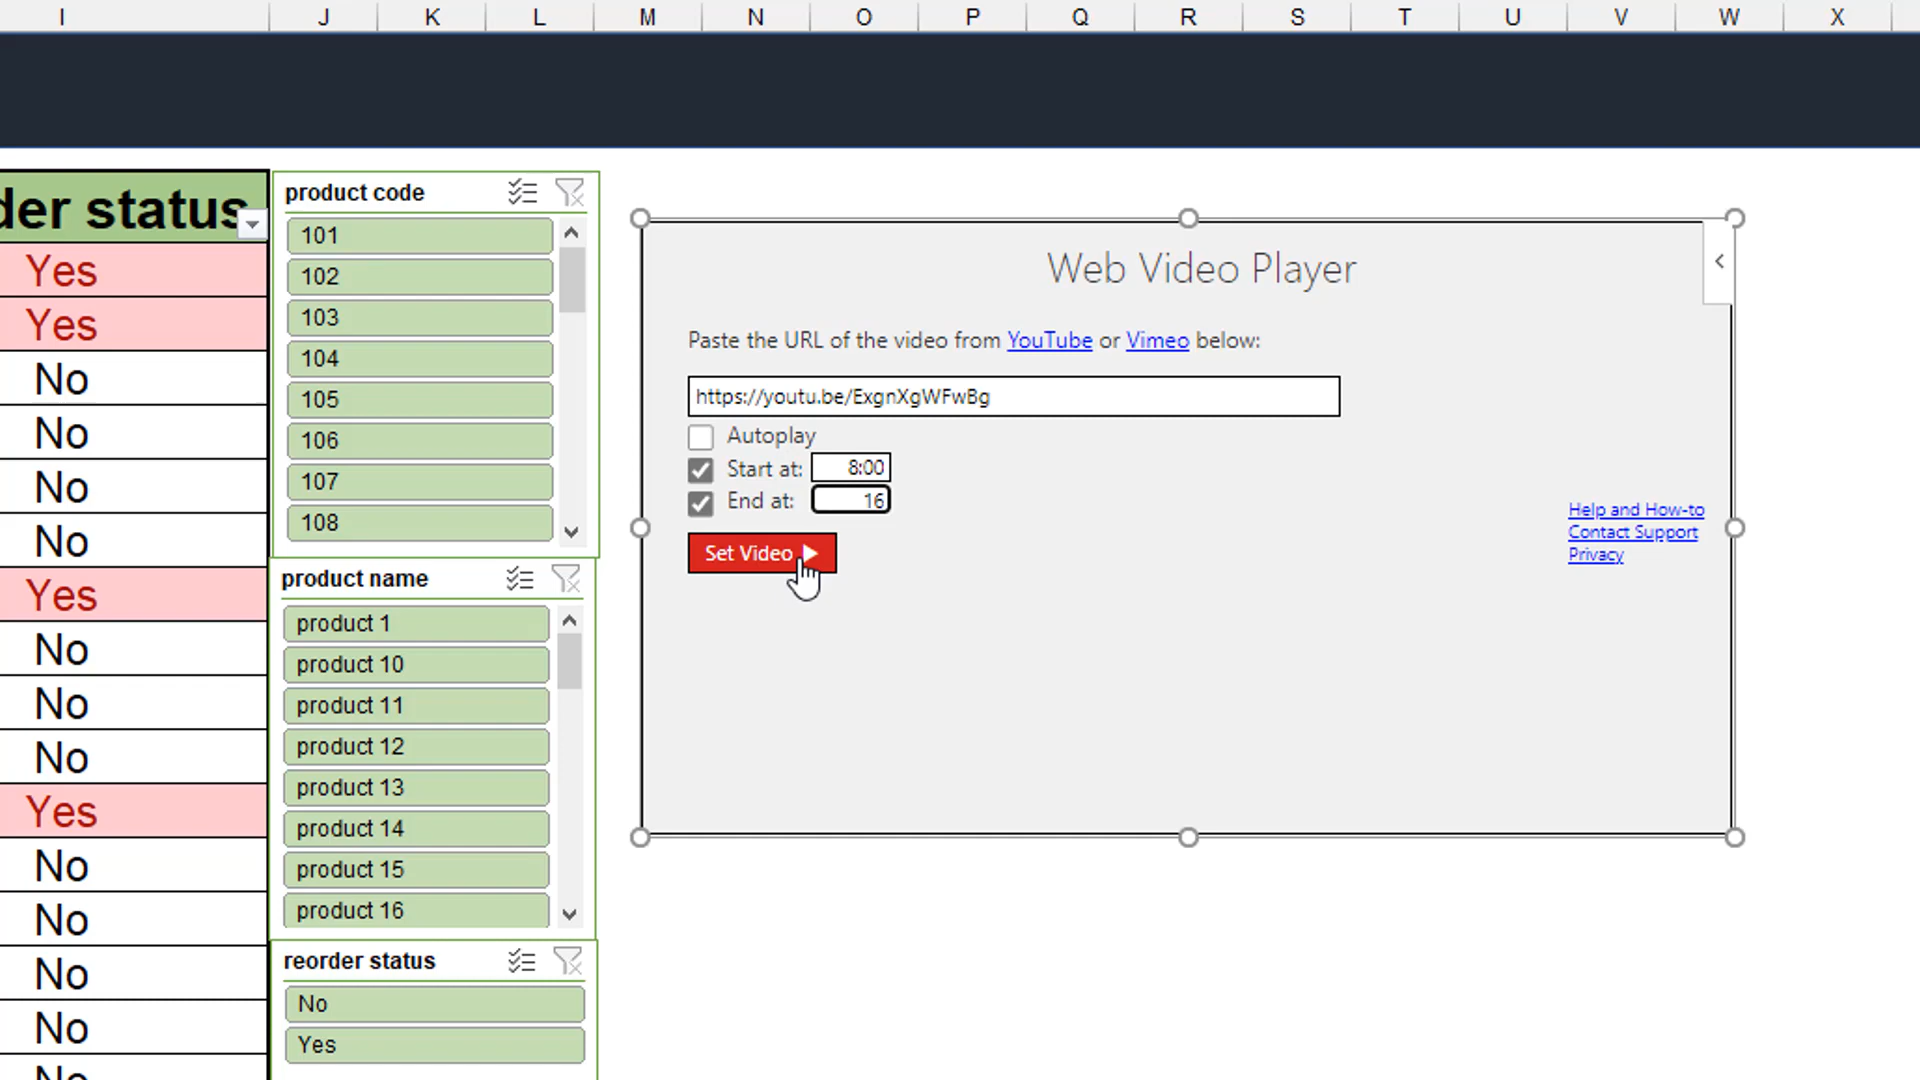 I J K L M N O P Q R S T U V W X
der status
Yes
Yes
No
No
No
No
Yes
No
No
No
Yes
No
No
No
No
No
product code
101
102
103
104
105
106
107
108
product name
product 1
product 10
product 11
product 12
product 13
product 14
product 15
product 16
reorder status
No
Yes
Web Video Player
Paste the URL of the video from YouTube or Vimeo below:
https://youtu.be/ExgnXgWFwBg
Autoplay
Start at: 8:00
End at: 16
Set Video
Help and How-to
Contact Support
Privacy